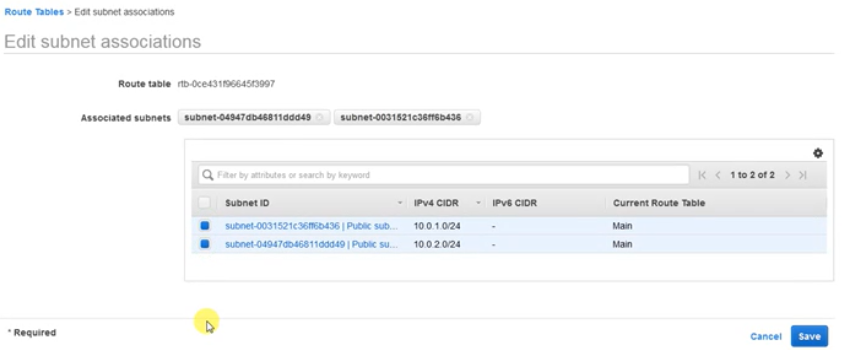 Route Tables > Edit subnet associations
Edit subnet associations
Route table rtb-0ce431f96645f3997
Associated subnets subnet-04947db46811ddd49 subnet-0031521c36ff6b436
Filter by attributes or search by keyword
1 to 2 of 2
Subnet ID IPv4 CIDR IPv6 CIDR Current Route Table
subnet-0031521c36ff6b436 | Public sub... 10.0.1.0/24 - Main
subnet-04947db46811ddd49 | Public su... 10.0.2.0/24 - Main
* Required
Cancel Save